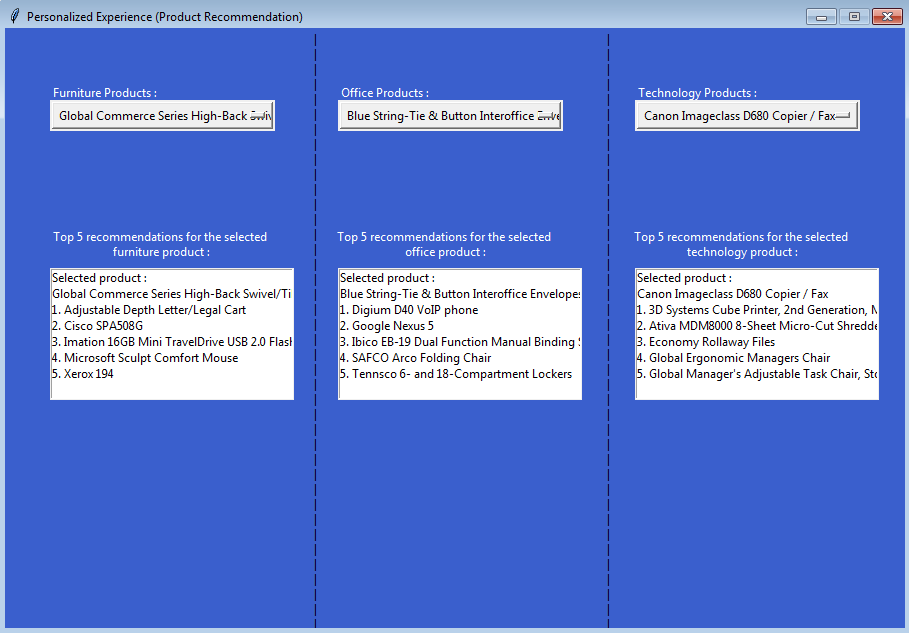 Personalized Experience (Product Recommendation)
Furniture Products :
Global Commerce Series High-Back
Top 5 recommendations for the selected
furniture product :
Selected product :
Global Commerce Series High-Back Swivel/Ti
1. Adjustable Depth Letter/Legal Cart
2. Cisco SPA508G
3. Imation 16GB Mini TravelDrive USB 2.0 Flash
4. Microsoft Sculpt Comfort Mouse
5. Xerox 194
Office Products :
Blue String-Tie & Button Interoffice
Top 5 recommendations for the selected
office product :
Selected product :
Blue String-Tie & Button Interoffice Envelopes
1. Digium D40 VoIP phone
2. Google Nexus 5
3. Ibico EB-19 Dual Function Manual Binding
4. SAFCO Arco Folding Chair
5. Tennsco 6- and 18-Compartment Lockers
Technology Products :
Canon Imageclass D680 Copier / Fax
Top 5 recommendations for the selected
technology product :
Selected product :
Canon Imageclass D680 Copier / Fax
1. 3D Systems Cube Printer, 2nd Generation,
2. Ativa MDM8000 8-Sheet Micro-Cut Shredde
3. Economy Rollaway Files
4. Global Ergonomic Managers Chair
5. Global Manager's Adjustable Task Chair, Sto